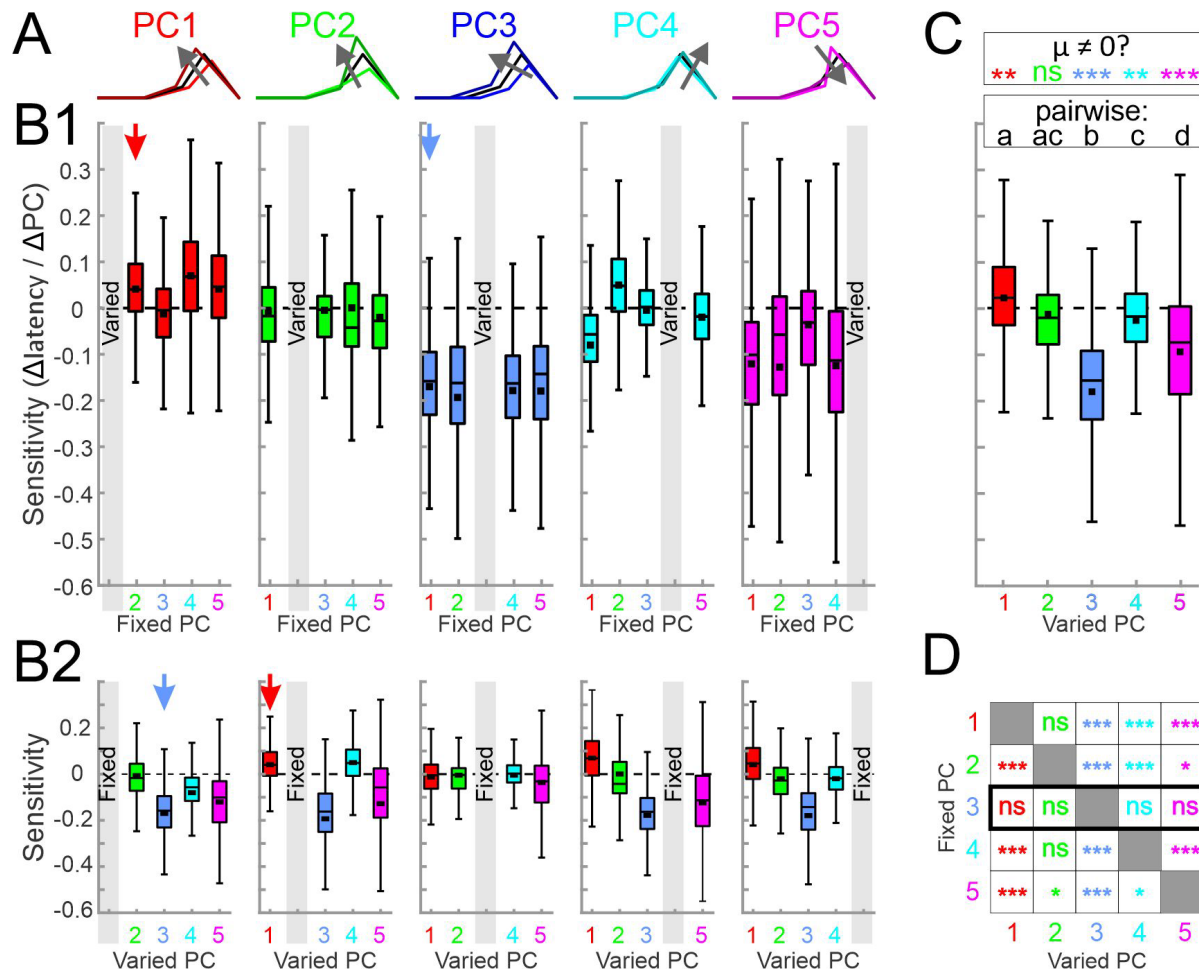 A
PC1
PC2
PC3
PC4
PC5
C
μ ≠ 0?
** ns *** ** ***
pairwise:
a ac b c d
B1
Sensitivity (Δlatency / ΔPC)
0.3
0.2
0.1
0
-0.1
-0.2
-0.3
-0.4
-0.5
-0.6
Varied
Varied
Varied
Varied
Varied
2 3 4 5
1 3 4 5
1 2 4 5
1 2 3 5
1 2 3 4
Fixed PC
Fixed PC
Fixed PC
Fixed PC
Fixed PC
1 2 3 4 5
Varied PC
B2
Sensitivity
0.2
0
-0.2
-0.4
-0.6
Fixed
Fixed
Fixed
Fixed
Fixed
2 3 4 5
1 3 4 5
1 2 4 5
1 2 3 5
1 2 3 4
Varied PC
Varied PC
Varied PC
Varied PC
Varied PC
D
Fixed PC
1 ns *** *** ***
2 *** *** *** *
3 ns ns ns ns
4 *** ns *** ***
5 *** * *** *
1 2 3 4 5
Varied PC